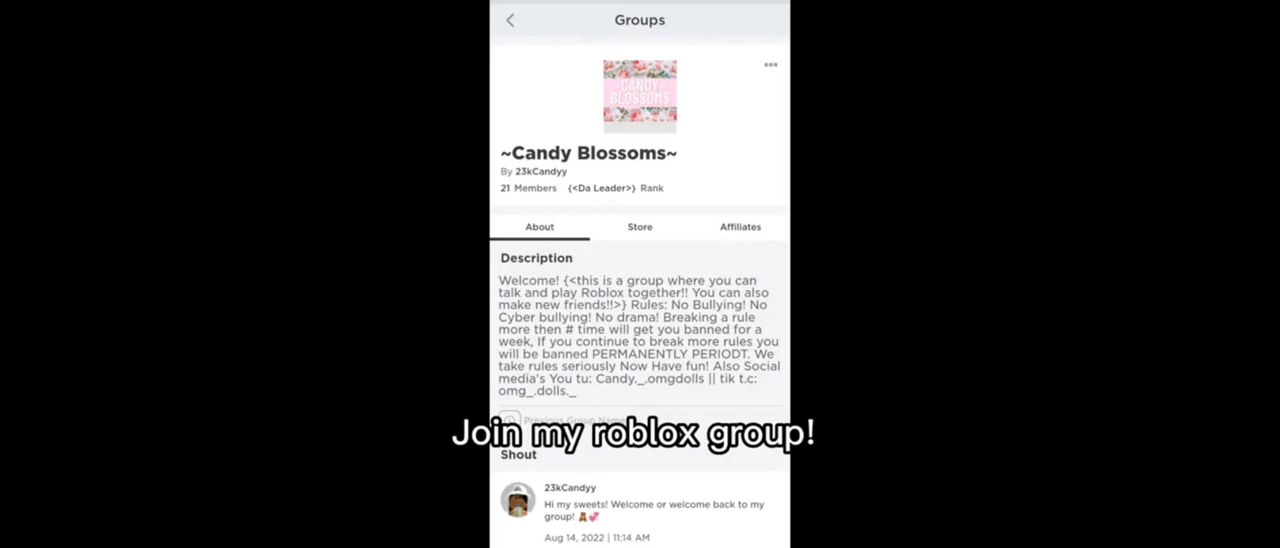 Groups
~CANDY~
BLOSSOMS
~Candy Blossoms~
By 23kCandyy
21 Members {<Da Leader>} Rank
About Store Affiliates
Description
Welcome! {<this is a group where you can
talk and play Roblox together!! You can also
make new friends!!>} Rules: No Bullying! No
Cyber bullying! No drama! Breaking a rule
more then # time will get you banned for a
week, If you continue to break more rules you
will be banned PERMANENTLY PERIODT. We
take rules seriously Now Have fun! Also Social
media's You tu: Candy._.omgdolls || tik t.c:
omg_.dolls._
Previous Group Name
Join my roblox group!
Shout
23kCandyy
Hi my sweets! Welcome or welcome back to my
group! 🧸💞
Aug 14, 2022 | 11:14 AM